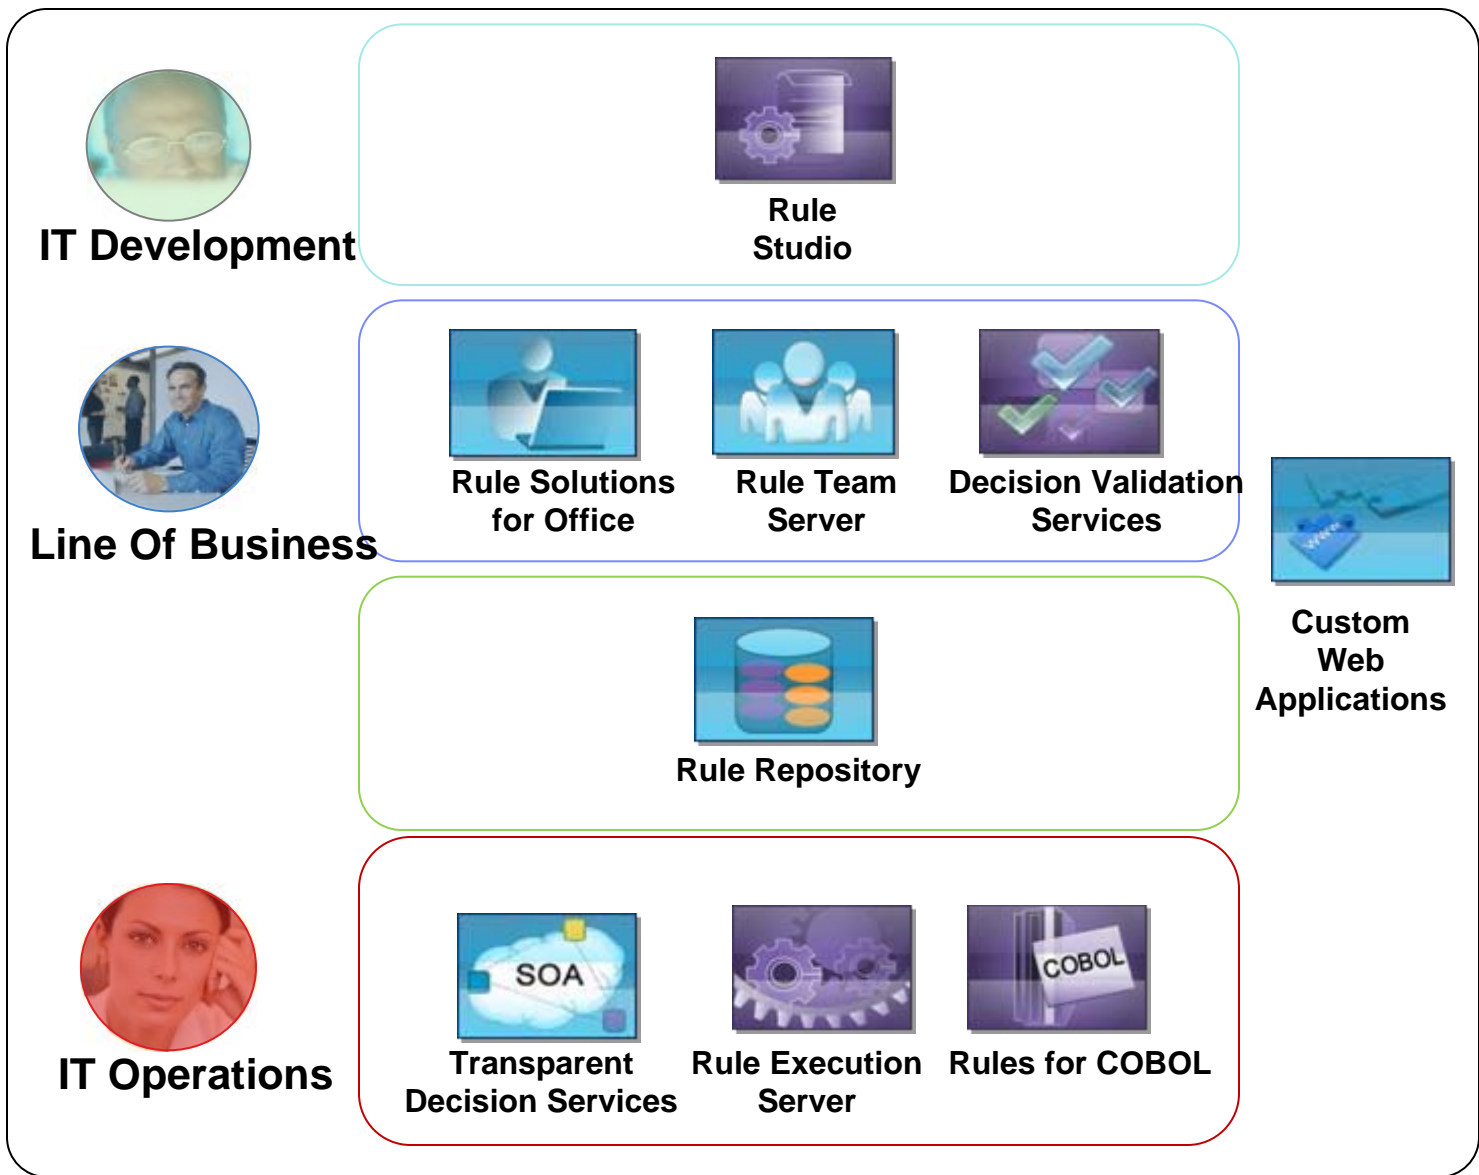 IT Development
Rule
Studio
Line Of Business
Rule Solutions
for Office
Rule Team
Server
Decision Validation
Services
www
Custom
Web
Applications
Rule Repository
IT Operations
SOA
Transparent
Decision Services
Rule Execution
Server
COBOL
Rules for COBOL